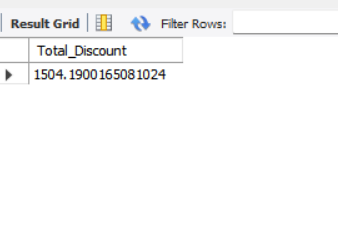 Result Grid Filter Rows:
Total_Discount
1504.1900165081024